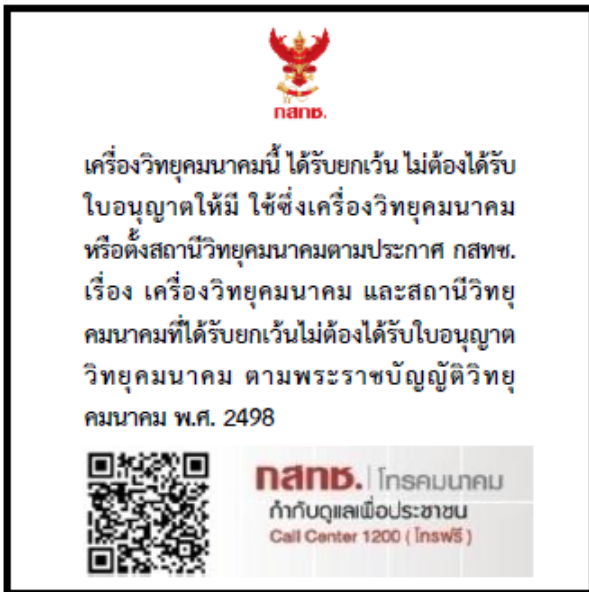 กสทช.
เครื่องวิทยุคมนาคมนี้ ได้รับยกเว้น ไม่ต้องได้รับ
ใบอนุญาตให้มี ใช้ซึ่งเครื่องวิทยุคมนาคม
หรือตั้งสถานีวิทยุคมนาคมตามประกาศ กสทช.
เรื่อง เครื่องวิทยุคมนาคม และสถานีวิทยุ
คมนาคมที่ได้รับยกเว้นไม่ต้องได้รับใบอนุญาต
วิทยุคมนาคม ตามพระราชบัญญัติวิทยุ
คมนาคม พ.ศ. 2498
กสทช. | โทรคมนาคม
กำกับดูแลเพื่อประชาชน
Call Center 1200 ( โทรฟรี )